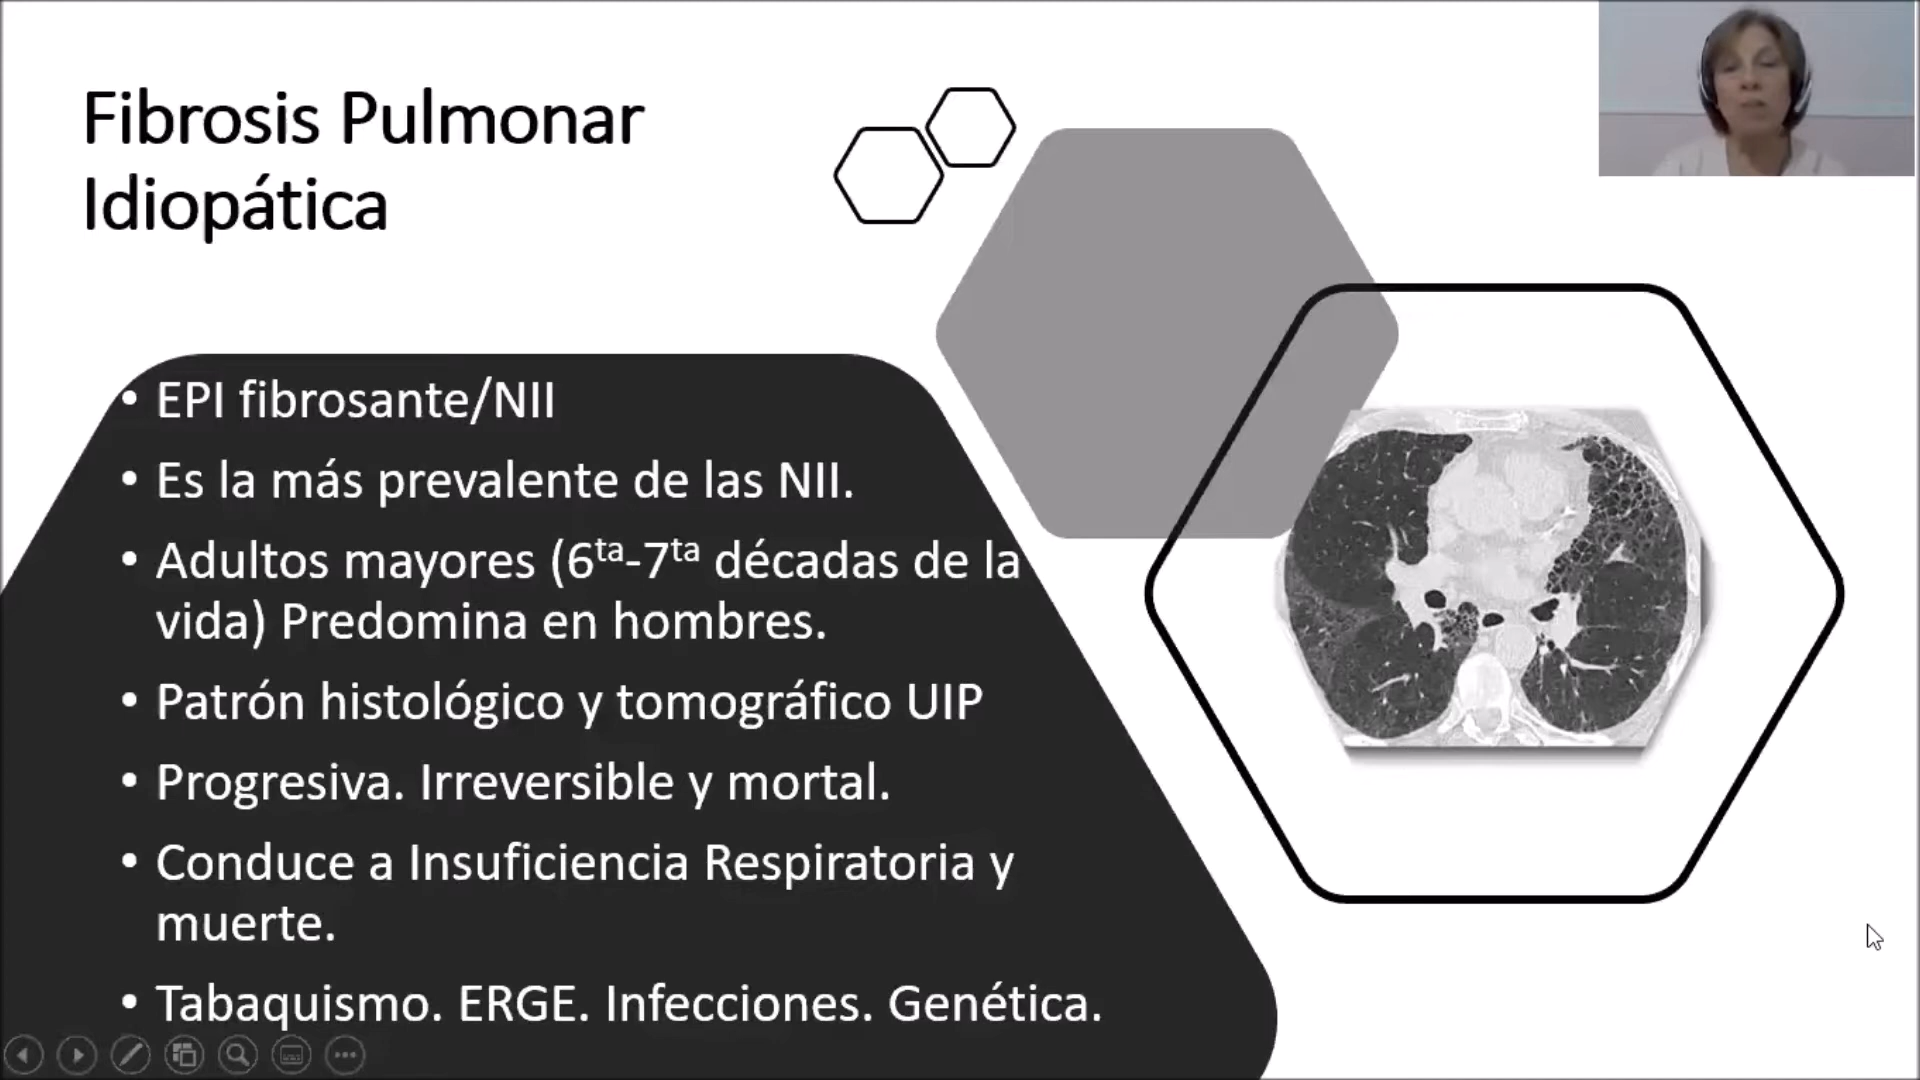 Fibrosis Pulmonar
Idiopática
• EPI fibrosante/NII
• Es la más prevalente de las NII.
• Adultos mayores (6ta-7ta décadas de la
vida) Predomina en hombres.
• Patrón histológico y tomográfico UIP
• Progresiva. Irreversible y mortal.
• Conduce a Insuficiencia Respiratoria y
muerte.
• Tabaquismo. ERGE. Infecciones. Genética.